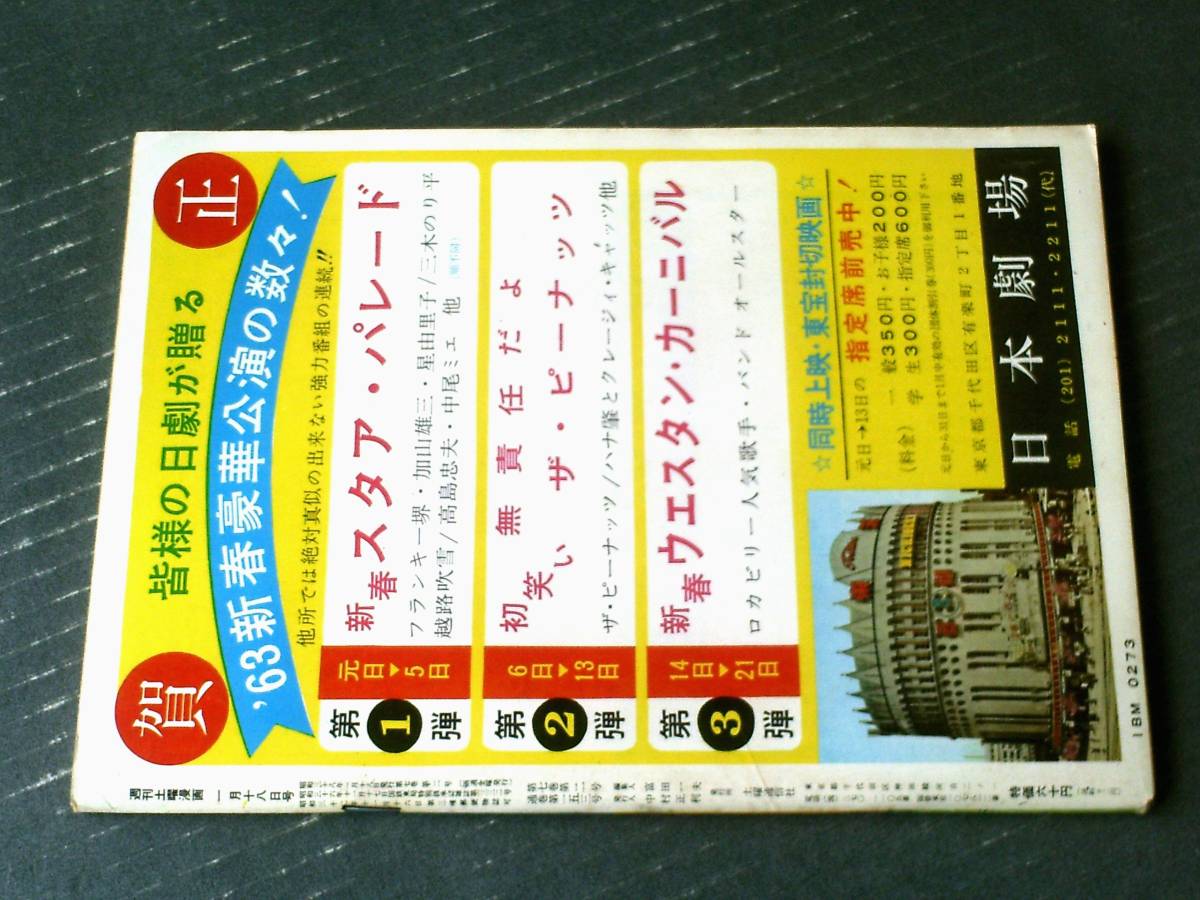 賀正
皆様の日劇が贈る
'63新春豪華公演の数々！
他所では絶対真似の出来ない強力番組の連続!!
第1弾
元日▶5日
新春スタア・パレード
フランキー堺・加山雄三・星由里子/三木のり平
越路吹雪/高島忠夫・中尾ミエ 他
第2弾
6日▶13日
初笑い無責任だよ
ザ・ピーナッツ
ザ・ピーナッツ/ハナ肇とクレージィ・キャッツ他
第3弾
14日▶21日
新春ウエスタン・カーニバル
ロカビリー人気歌手・バンドオールスター
☆同時上映・東宝封切映画☆
元日→13日の 指定席前売中！
(料金) 一般350円・お子様200円
学生300円・指定席600円
東京都千代田区有楽町2丁目1番地
日本劇場
電話 (201) 2111・2211(代)
IBM 0273
週刊土曜漫画 一月十八日号
特価六十円